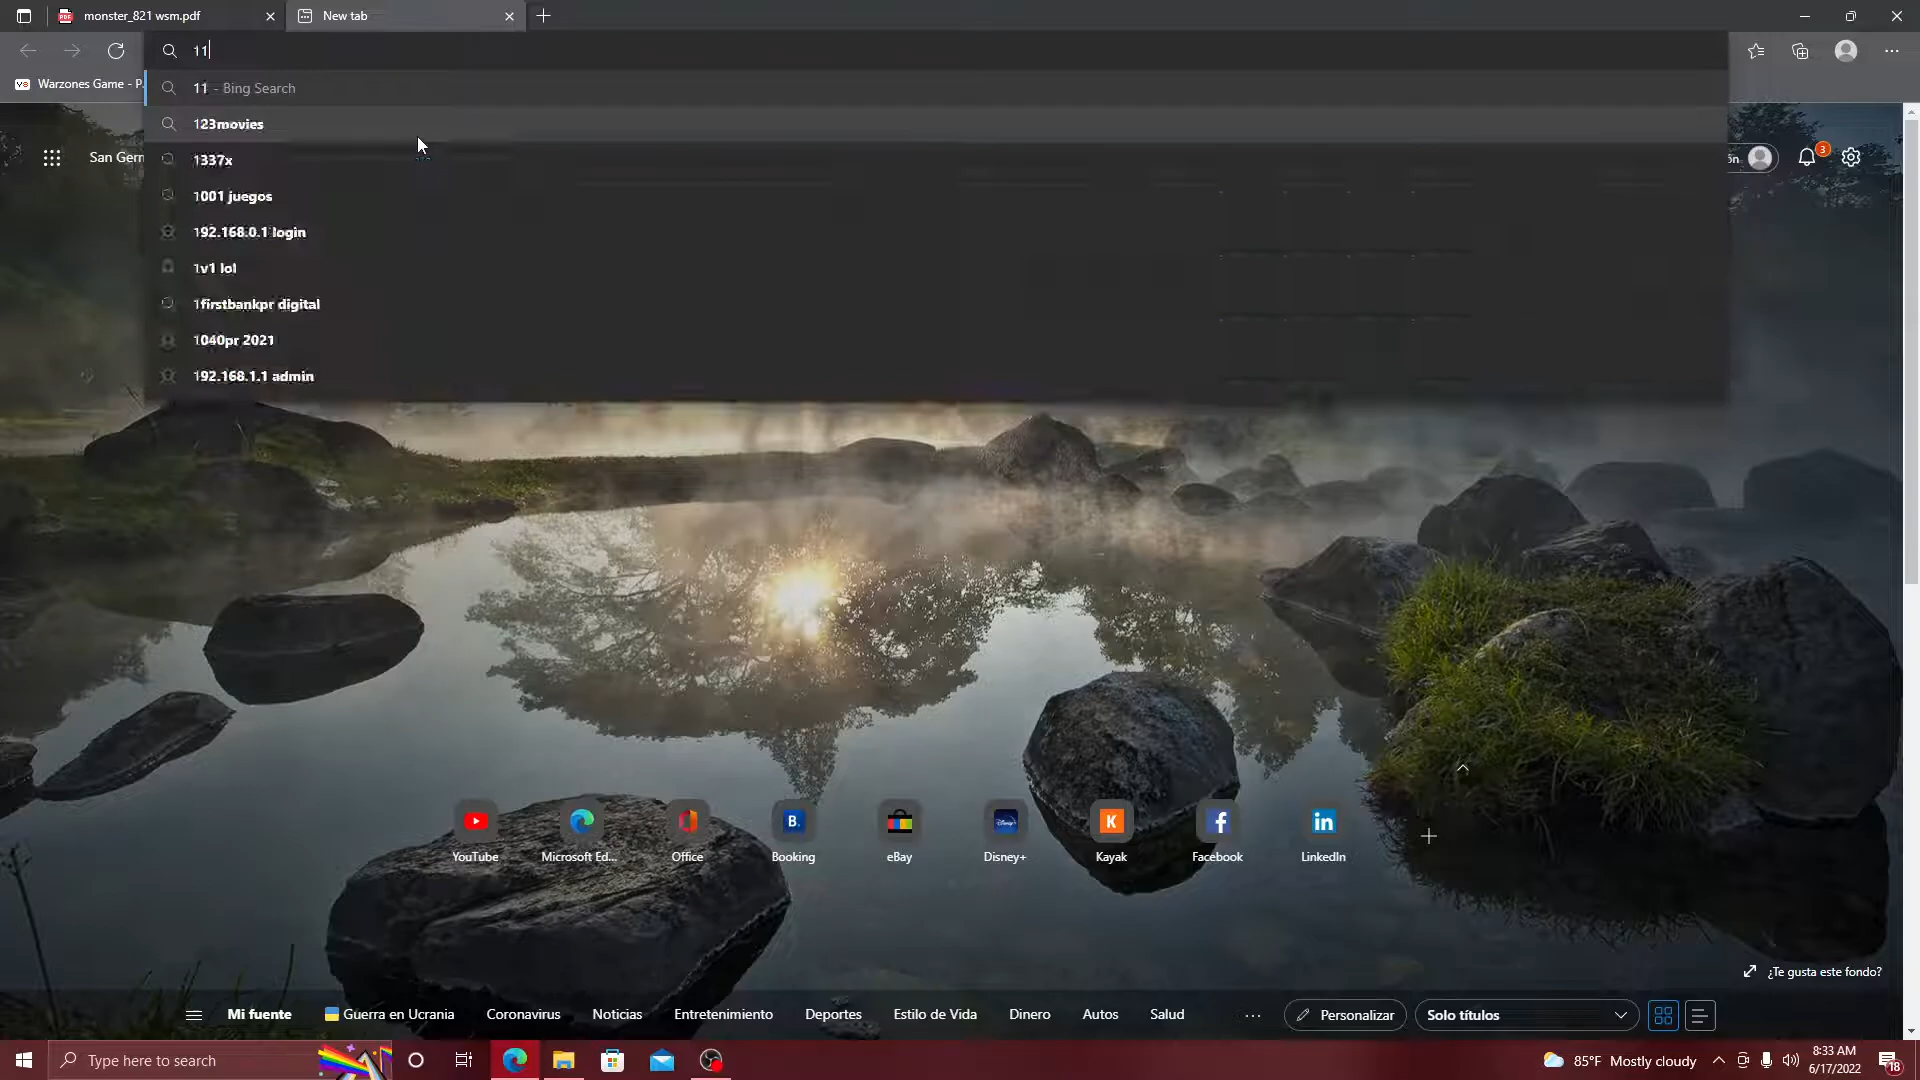 monster_821 wsm.pdf
New tab
11
Warzones Game - P
11 - Bing Search
123movies
1337x
1001 juegos
192.168.0.1 login
1v1 lol
1firstbankpr digital
1040pr 2021
192.168.1.1 admin
San Germ
ón
3
YouTube
Microsoft Ed...
Office
Booking
eBay
Disney+
Kayak
Facebook
LinkedIn
¿Te gusta este fondo?
Mi fuente
Guerra en Ucrania
Coronavirus
Noticias
Entretenimiento
Deportes
Estilo de Vida
Dinero
Autos
Salud
...
Personalizar
Solo títulos
Type here to search
85°F Mostly cloudy
8:33 AM
6/17/2022
18